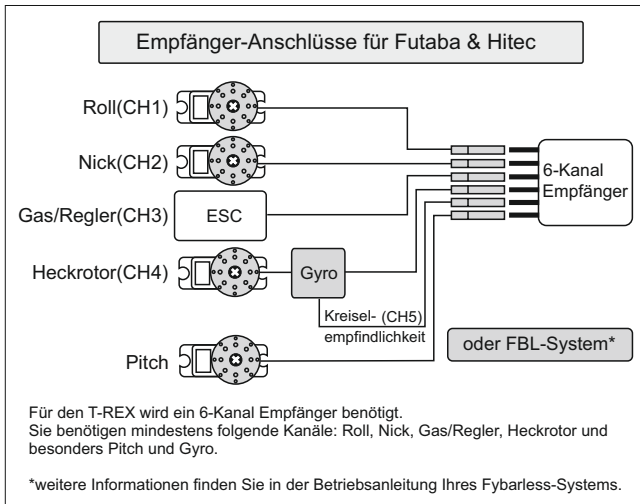 Empfänger-Anschlüsse für Futaba & Hitec
Roll(CH1)
Nick(CH2)
6-Kanal
Empfänger
Gas/Regler(CH3)
ESC
Heckrotor(CH4)
Gyro
Kreisel- (CH5)
empfindlichkeit
oder FBL-System*
Pitch
Für den T-REX wird ein 6-Kanal Empfänger benötigt.
Sie benötigen mindestens folgende Kanäle: Roll, Nick, Gas/Regler, Heckrotor und
besonders Pitch und Gyro.
*weitere Informationen finden Sie in der Betriebsanleitung Ihres Fybarless-Systems.